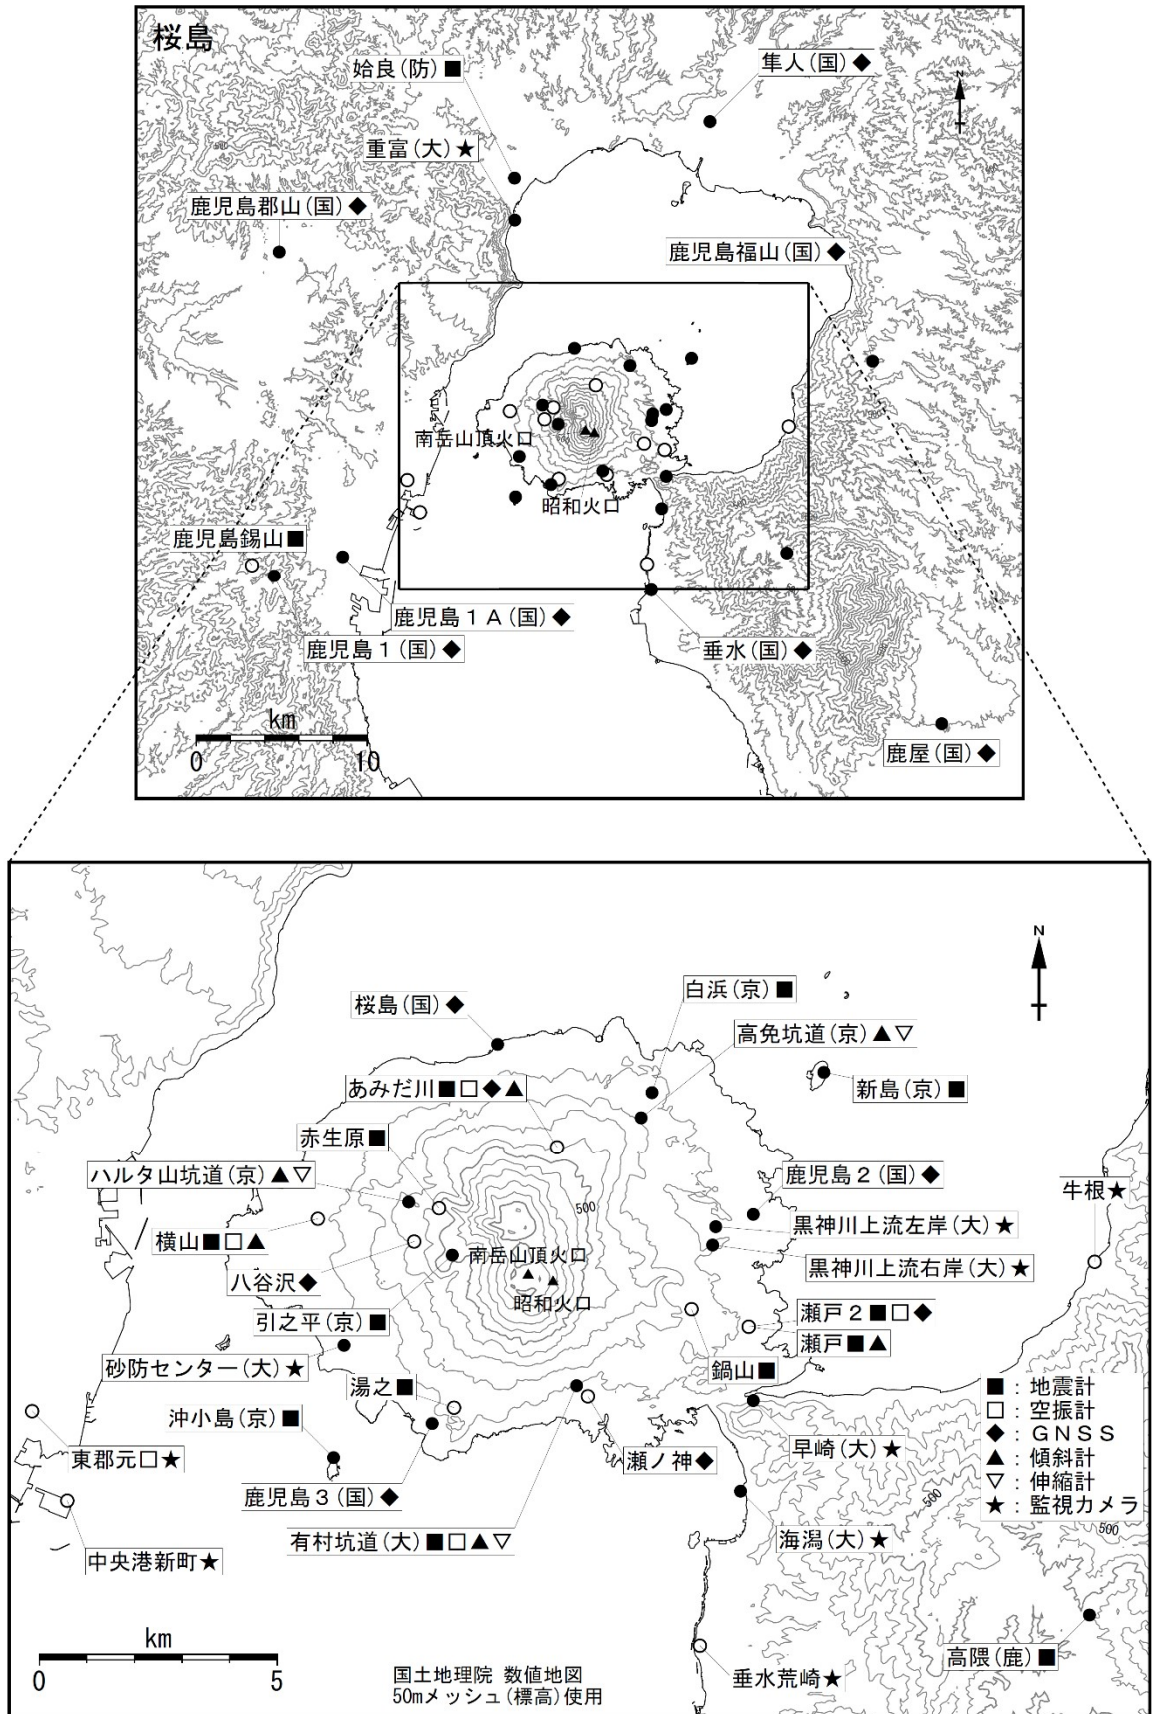 桜島
姶良(防)■
隼人(国)◆
N
重富(大)★
鹿児島郡山(国)◆
鹿児島福山(国)◆
南岳山頂火口
昭和火口
鹿児島錫山■
鹿児島1A(国)◆
鹿児島1(国)◆
垂水(国)◆
km
0 10
鹿屋(国)◆
N
白浜(京)■
桜島(国)◆
高免坑道(京)▲▽
あみだ川■□◆▲
新島(京)■
赤生原■
ハルタ山坑道(京)▲▽
鹿児島2(国)◆
牛根★
500
黒神川上流左岸(大)★
横山■□▲
南岳山頂火口
黒神川上流右岸(大)★
八谷沢◆
昭和火口
瀬戸2■□◆
引之平(京)■
瀬戸■▲
砂防センター(大)★
鍋山■
湯之■
■:地震計
沖小島(京)■
□:空振計
◆:GNSS
早崎(大)★
東郡元□★
瀬ノ神◆
▲:傾斜計
▽:伸縮計
鹿児島3(国)◆
500
★:監視カメラ
500
有村坑道(大)■□▲▽
海潟(大)★
中央港新町★
km
0 5
高隈(鹿)■
国土地理院 数値地図
50mメッシュ(標高)使用
垂水荒崎★